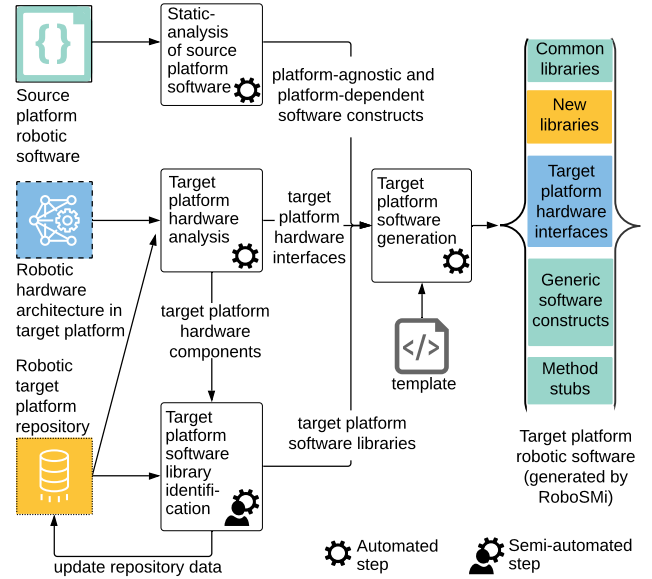 Static-
analysis of
source
platform
software
Source
platform
robotic
software
platform-agnostic and
platform-dependent
software constructs
Target
platform
hardware
analysis
target
platform
hardware
interfaces
Target
platform
software
generation
Robotic
hardware
architecture in
target platform
target platform
hardware
components
</>
template
Robotic
target
platform
repository
Target
platform
software
library
identifi-
cation
target platform
software libraries
update repository data
{ }
Common
libraries
New
libraries
Target
platform
hardware
interfaces
Generic
software
constructs
Method
stubs
Target platform
robotic software
(generated by
RoboSMi)
Automated
step
Semi-automated
step